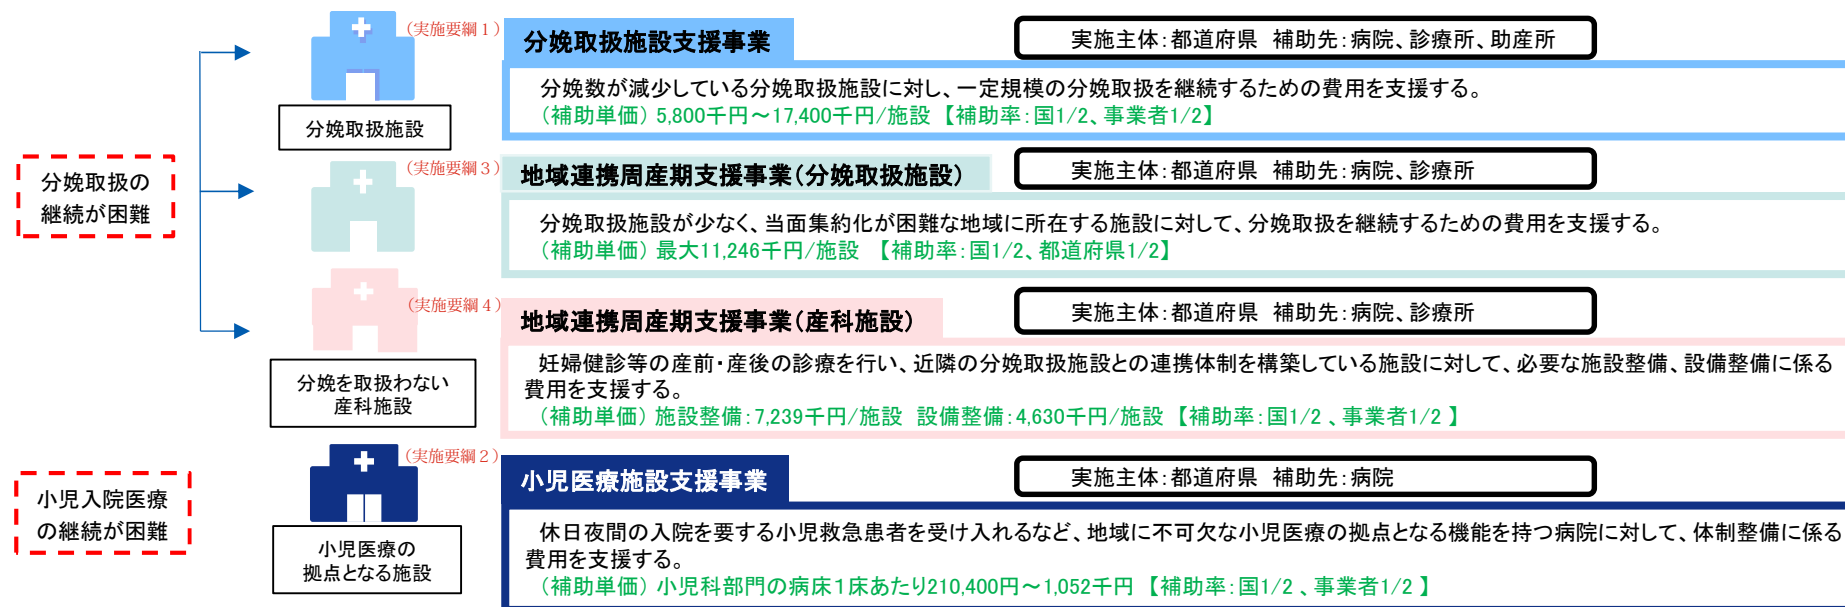 分娩取扱の
継続が困難
(実施要綱1)
分娩取扱施設
分娩取扱施設支援事業
実施主体:都道府県 補助先:病院、診療所、助産所
分娩数が減少している分娩取扱施設に対し、一定規模の分娩取扱を継続するための費用を支援する。
(補助単価) 5,800千円~17,400千円/施設 【補助率:国1/2、事業者1/2】
(実施要綱3)
地域連携周産期支援事業(分娩取扱施設)
実施主体:都道府県 補助先:病院、診療所
分娩取扱施設が少なく、当面集約化が困難な地域に所在する施設に対して、分娩取扱を継続するための費用を支援する。
(補助単価) 最大11,246千円/施設 【補助率:国1/2、都道府県1/2】
(実施要綱4)
分娩を取扱わない
産科施設
地域連携周産期支援事業(産科施設)
実施主体:都道府県 補助先:病院、診療所
妊婦健診等の産前・産後の診療を行い、近隣の分娩取扱施設との連携体制を構築している施設に対して、必要な施設整備、設備整備に係る
費用を支援する。
(補助単価) 施設整備:7,239千円/施設 設備整備:4,630千円/施設 【補助率:国1/2 、事業者1/2 】
小児入院医療
の継続が困難
(実施要綱2)
小児医療の
拠点となる施設
小児医療施設支援事業
実施主体:都道府県 補助先:病院
休日夜間の入院を要する小児救急患者を受け入れるなど、地域に不可欠な小児医療の拠点となる機能を持つ病院に対して、体制整備に係る
費用を支援する。
(補助単価) 小児科部門の病床1床あたり210,400円~1,052千円 【補助率:国1/2 、事業者1/2 】